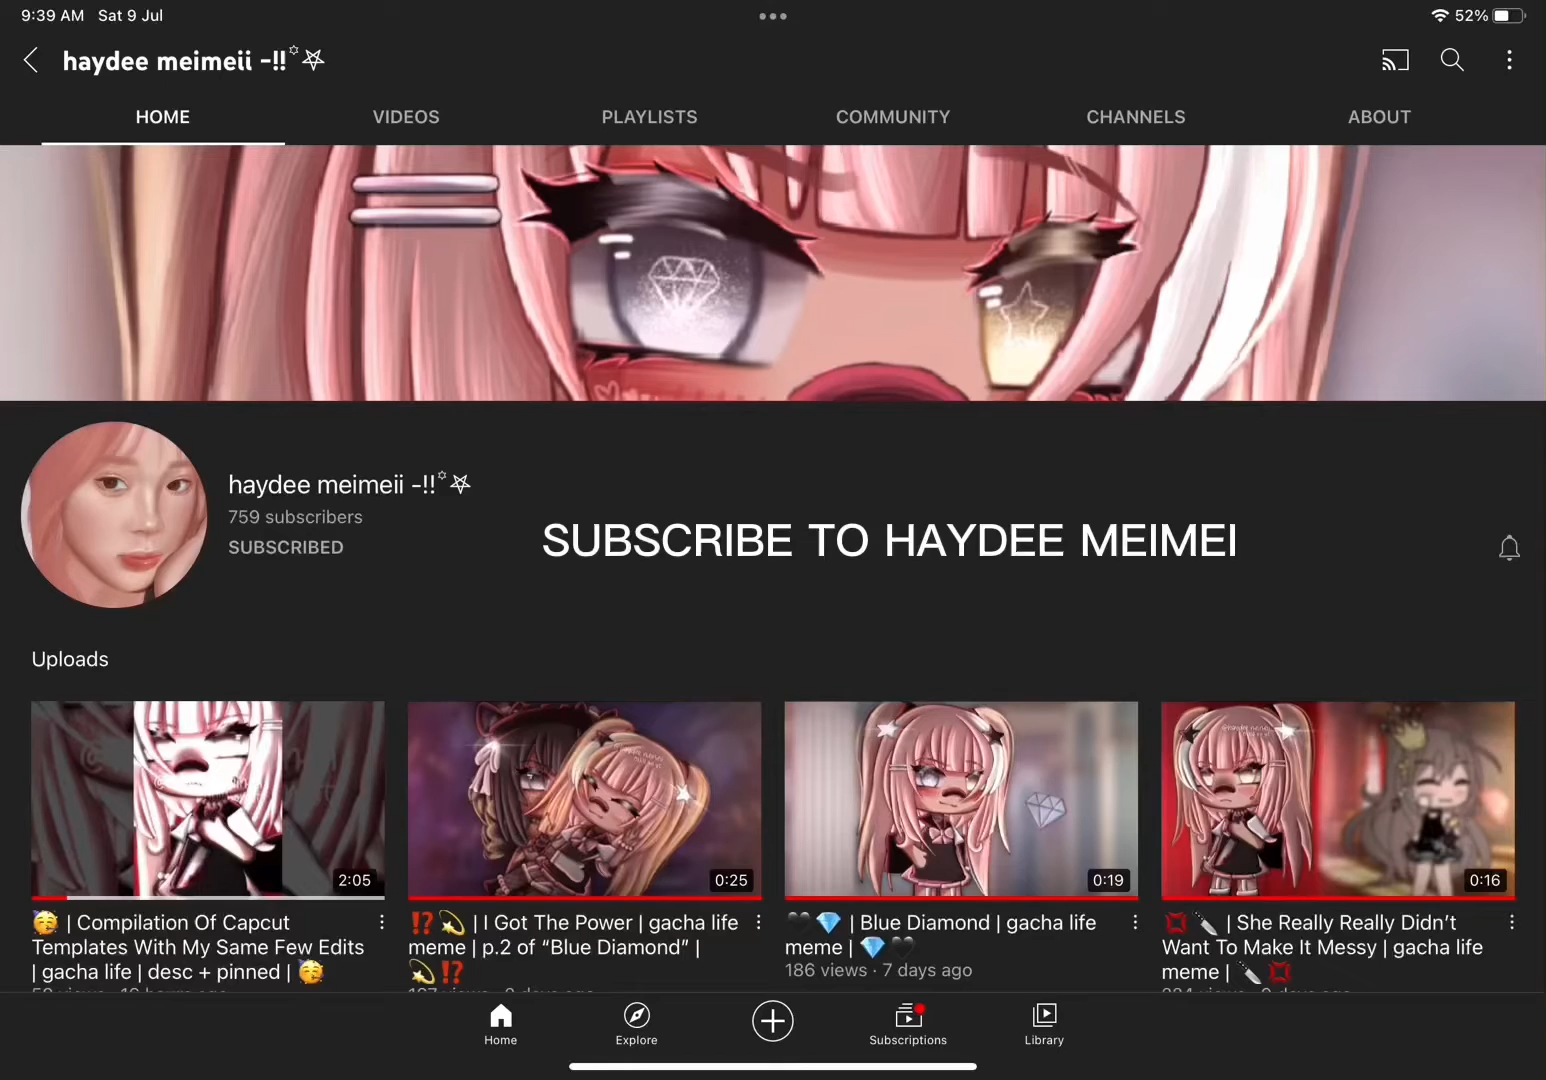 9:39 AM Sat 9 Jul
52%
haydee meimeii -!!
HOME
VIDEOS
PLAYLISTS
COMMUNITY
CHANNELS
ABOUT
haydee meimeii -!!
759 subscribers
SUBSCRIBED
SUBSCRIBE TO HAYDEE MEIMEI
Uploads
2:05
0:25
0:19
0:16
🥳 | Compilation Of Capcut
Templates With My Same Few Edits
| gacha life | desc + pinned | 🥳
⁉️💫 | I Got The Power | gacha life
meme | p.2 of “Blue Diamond” |
💫⁉️
🖤💎 | Blue Diamond | gacha life
meme | 💎🖤
186 views · 7 days ago
💢🔪 | She Really Really Didn’t
Want To Make It Messy | gacha life
meme | 🔪💢
Home
Explore
Subscriptions
Library